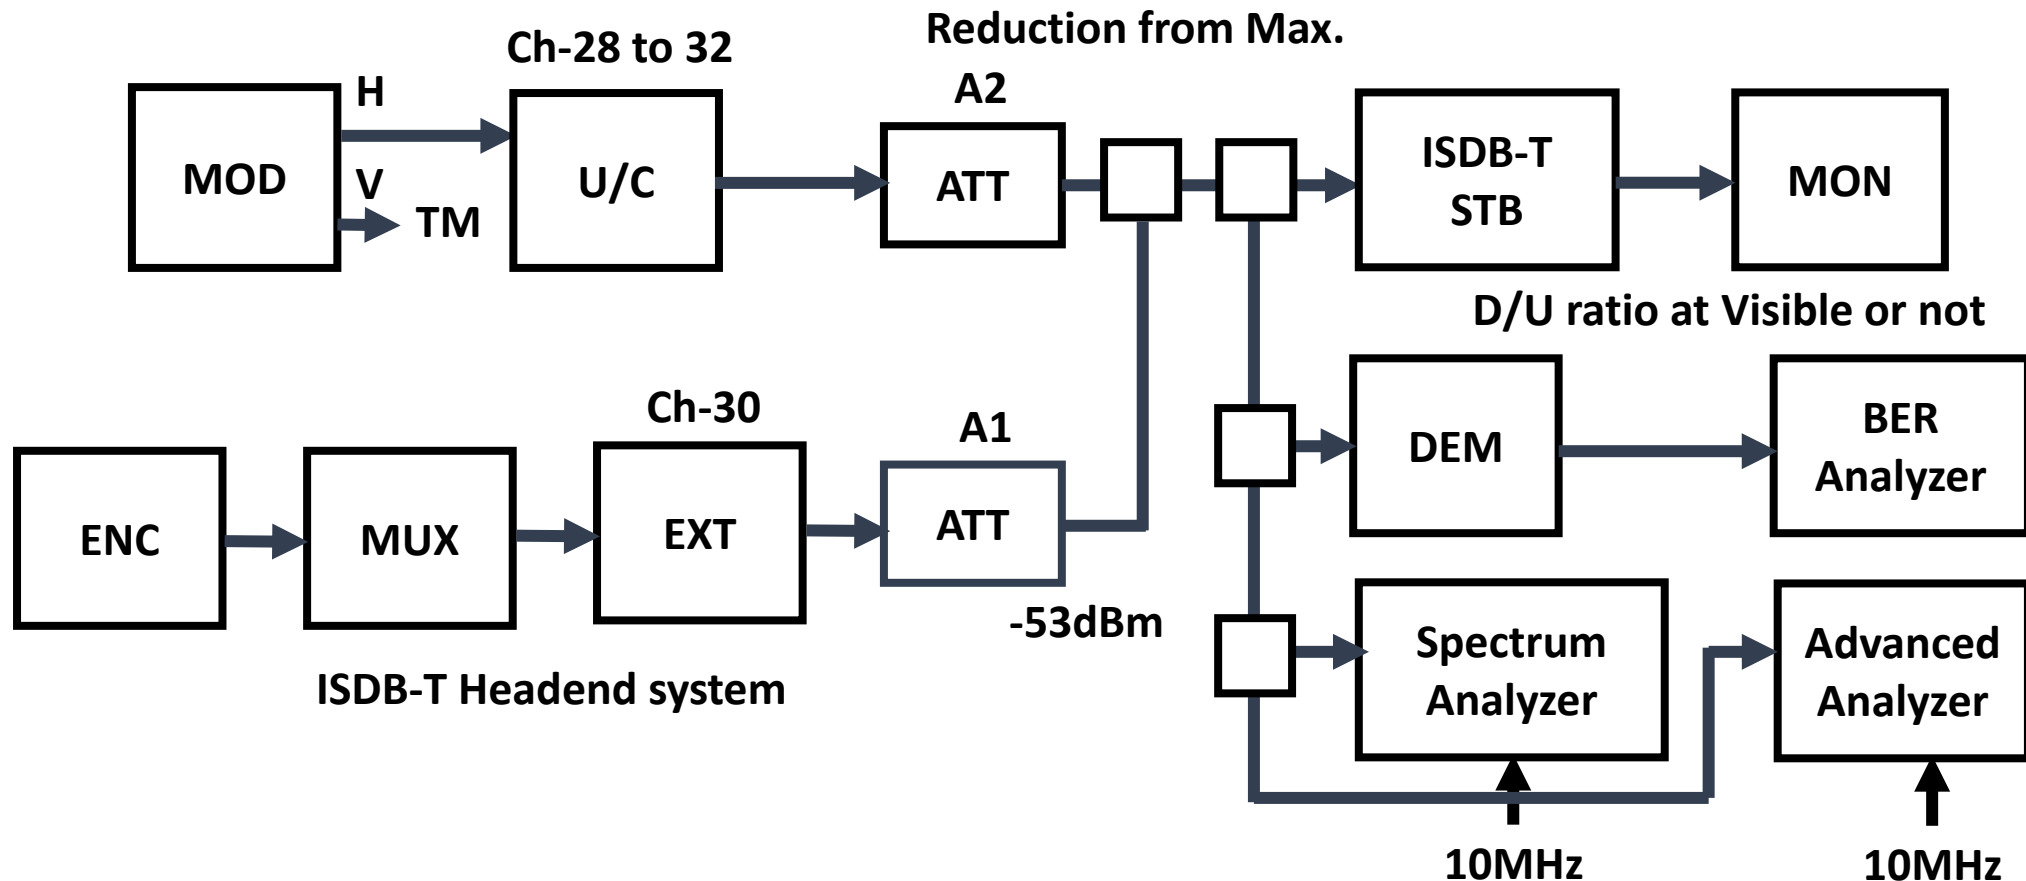 Reduction from Max.
Ch-28 to 32
A2
H
MOD
V
TM
U/C
ATT
ISDB-T
STB
MON
D/U ratio at Visible or not
Ch-30
A1
DEM
BER
Analyzer
ENC
MUX
EXT
ATT
-53dBm
ISDB-T Headend system
Spectrum
Analyzer
Advanced
Analyzer
10MHz
10MHz